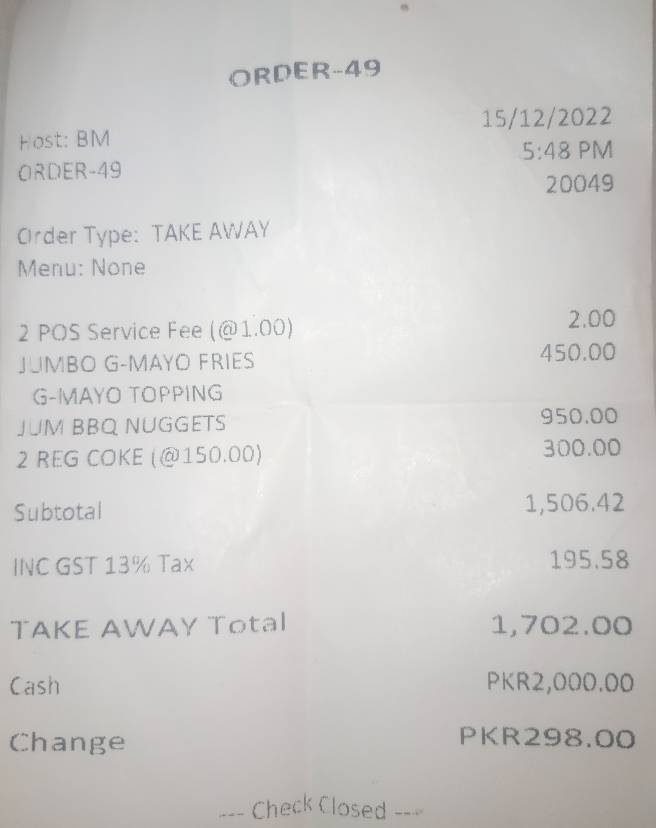 ORDER-49
15/12/2022
Host: BM
5:48 PM
ORDER-49
20049
Order Type: TAKE AWAY
Menu: None
2 POS Service Fee (@1.00) 2.00
JUMBO G-MAYO FRIES 450.00
G-MAYO TOPPING
JUM BBQ NUGGETS 950.00
2 REG COKE (@150.00) 300.00
Subtotal 1,506.42
INC GST 13% Tax 195.58
TAKE AWAY Total 1,702.00
Cash PKR2,000.00
Change PKR298.00
--- Check Closed ---